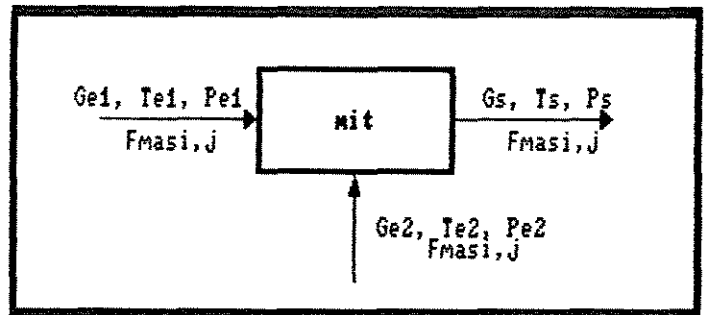 Ge1, Te1, Pe1
Fmasi,j
mit
Gs, Ts, Ps
Fmasi,j
Ge2, Te2, Pe2
Fmasi,j